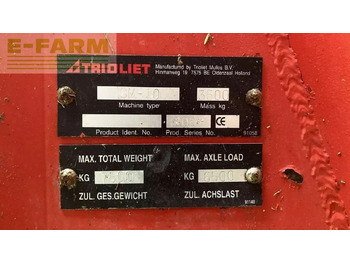 E-FARM
TRIOLIET
Manufactured by Trioliet Mullos B.V.
Hinmanweg 19 7575 BE Oldenzaal Holland
Machine type Mass kg
Product Ident. No. Prod. Series No. CE
MAX. TOTAL WEIGHT MAX. AXLE LOAD
KG KG
ZUL. GES.GEWICHT ZUL. ACHSLAST